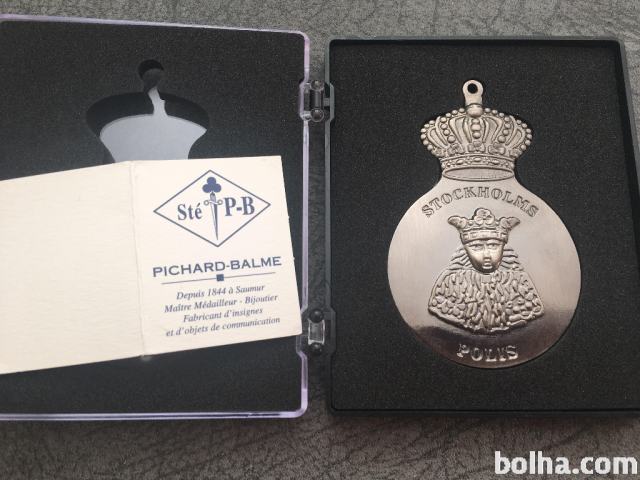 Sté P-B
PICHARD-BALME
Depuis 1844 à Saumur
Maître Médailleur - Bijoutier
Fabricant d'insignes
et d'objets de communication
STOCKHOLMS
POLIS
bolha.com